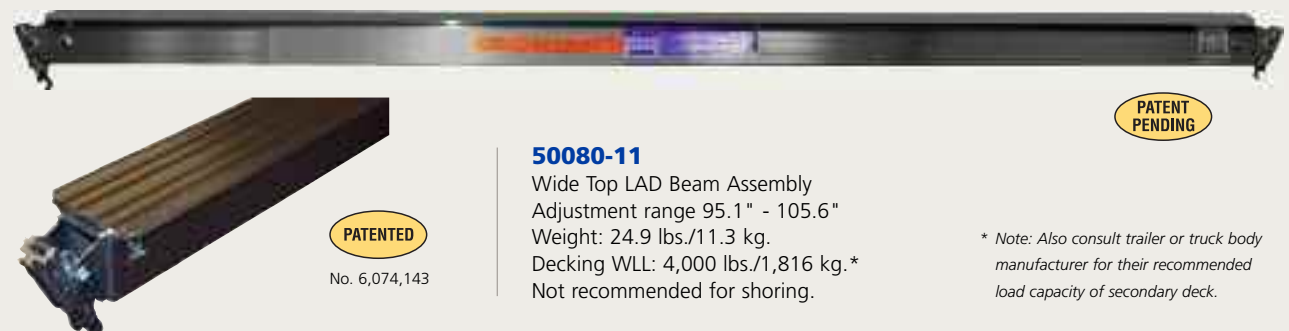 PATENT
PENDING
50080-11
Wide Top LAD Beam Assembly
Adjustment range 95.1" - 105.6"
Weight: 24.9 lbs./11.3 kg.
Decking WLL: 4,000 lbs./1,816 kg.*
Not recommended for shoring.
PATENTED
No. 6,074,143
* Note: Also consult trailer or truck body
manufacturer for their recommended
load capacity of secondary deck.